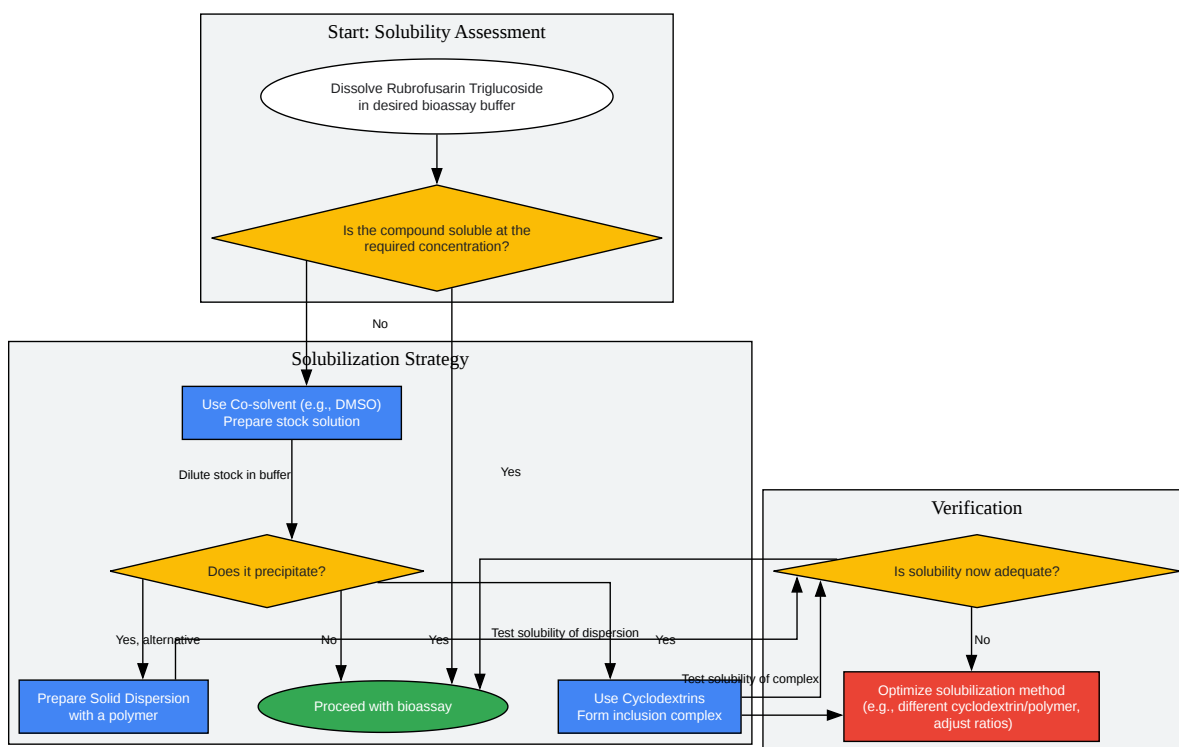 Start: Solubility Assessment
Dissolve Rubrofusarin Triglucoside
in desired bioassay buffer
Is the compound soluble at the
required concentration?
No
Solubilization Strategy
Use Co-solvent (e.g., DMSO)
Prepare stock solution
Dilute stock in buffer
Yes
Verification
Does it precipitate?
Is solubility now adequate?
Yes, alternative
No
Yes
Test solubility of dispersion
Yes
No
Test solubility of complex
Prepare Solid Dispersion
with a polymer
Proceed with bioassay
Use Cyclodextrins
Form inclusion complex
Optimize solubilization method
(e.g., different cyclodextrin/polymer,
adjust ratios)